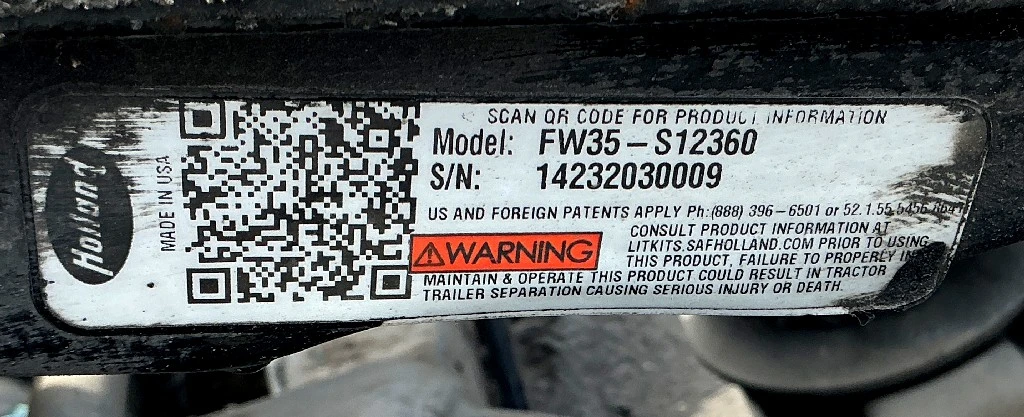 Holland
MADE IN USA
SCAN QR CODE FOR PRODUCT INFORMATION
Model: FW35-S12360
S/N: 14232030009
US AND FOREIGN PATENTS APPLY Ph:(888) 396-6501 or 52.1.55.5456.8647
WARNING
CONSULT PRODUCT INFORMATION AT
LITKITS.SAFHOLLAND.COM PRIOR TO USING
THIS PRODUCT, FAILURE TO PROPERLY
MAINTAIN & OPERATE THIS PRODUCT COULD RESULT IN TRACTOR
TRAILER SEPARATION CAUSING SERIOUS INJURY OR DEATH.